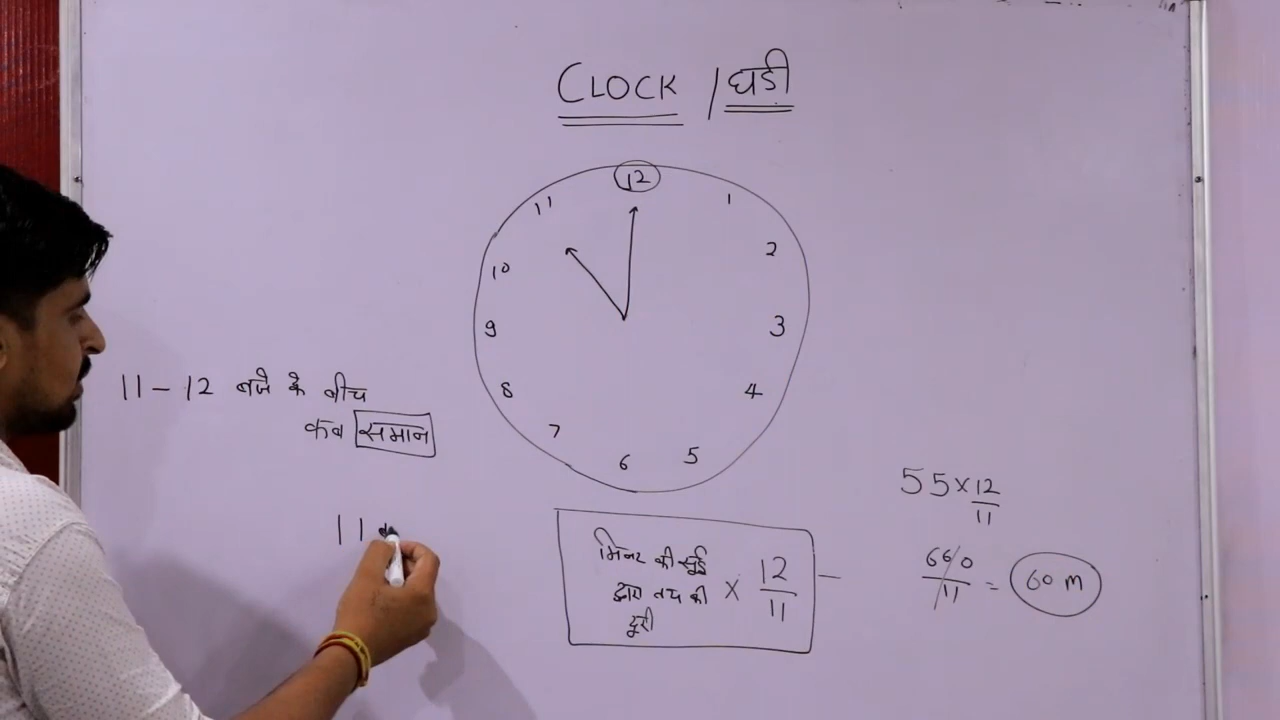 CLOCK / घडी
12
11
1
10
2
9
3
8
4
7
6
5
11 – 12 बजे के बीच
कब समान
11
मिनट की सुई
द्वारा तय की
दूरी
× 12/11
55 × 12/11
660/11 = 60 m